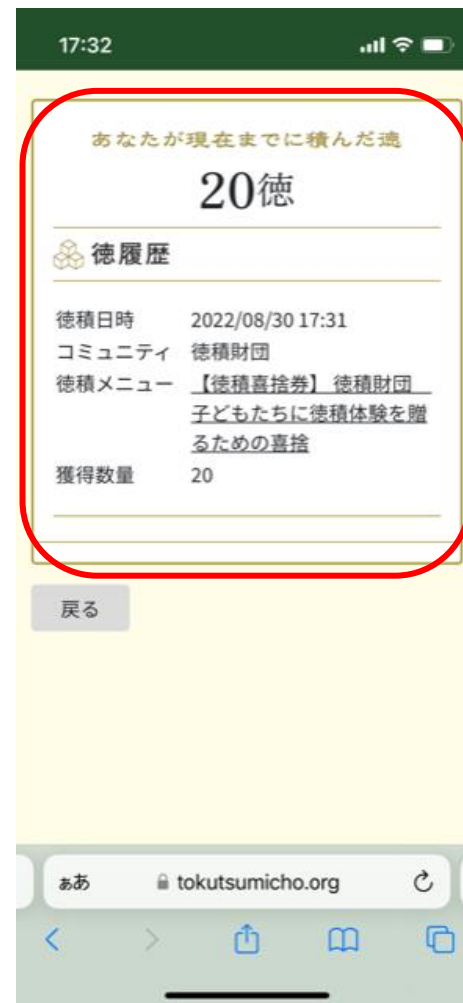 17:32
あなたが現在までに積んだ徳
20徳
徳履歴
徳積日時 2022/08/30 17:31
コミュニティ 徳積財団
徳積メニュー 【徳積喜捨券】 徳積財団
子どもたちに徳積体験を贈
るための喜捨
獲得数量 20
戻る
ぁあ tokutsumicho.org